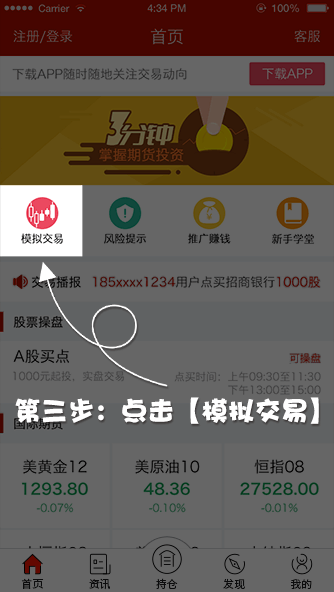 Carrier 6:34 PM 100%
注册/登录 首页 客服
下载APP随时随地关注交易动向 下载APP
3分钟
掌握期货投资
模拟交易 风险提示 推广赚钱 新手学堂
交易播报 185xxxx1234用户点买招商银行1000股
股票操盘
A股买点 可操盘
1000元起投，实盘交易 点买时间：上午09:30至11:30
下午13:00至15:00
第三步：点击【模拟交易】
国际期货
美黄金12 美原油10 恒指08
1293.80 48.36 27528.00
-0.07% -0.10% -0.01%
首页 资讯 持仓 发现 我的